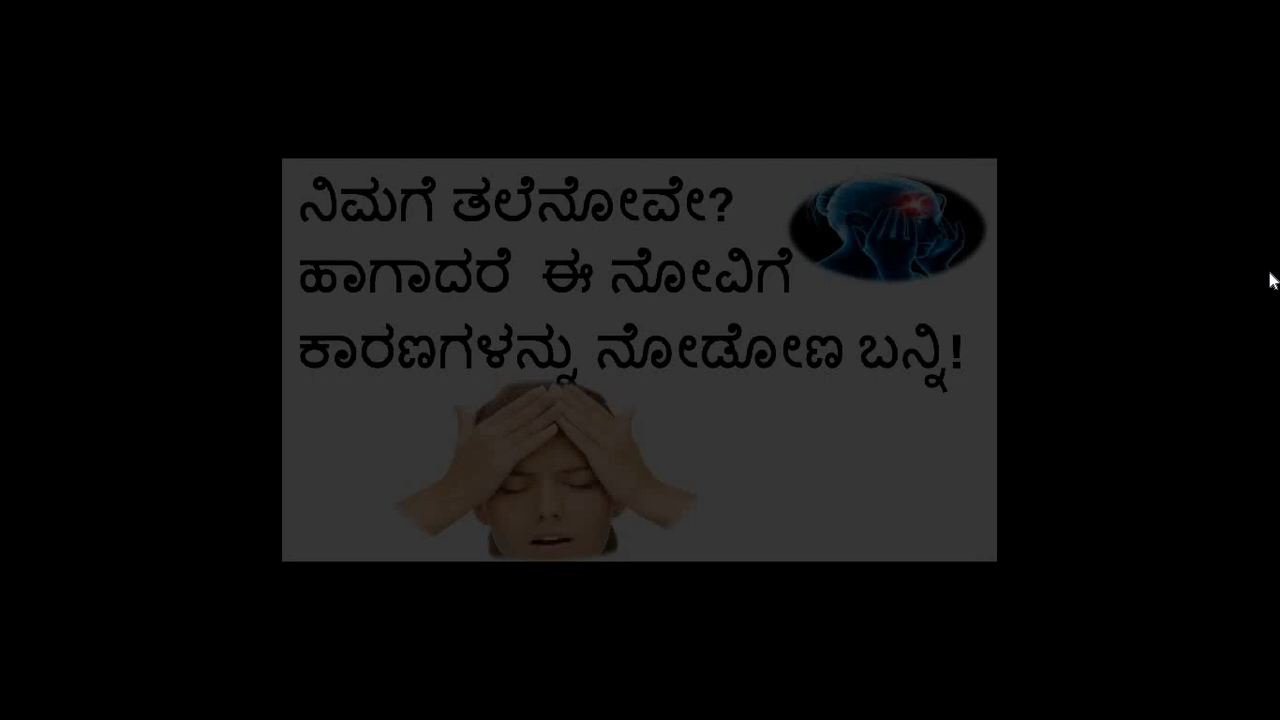 ನಿಮಗೆ ತಲೆನೋವೇ?
ಹಾಗಾದರೆ ಈ ನೋವಿಗೆ
ಕಾರಣಗಳನ್ನು ನೋಡೋಣ ಬನ್ನಿ!